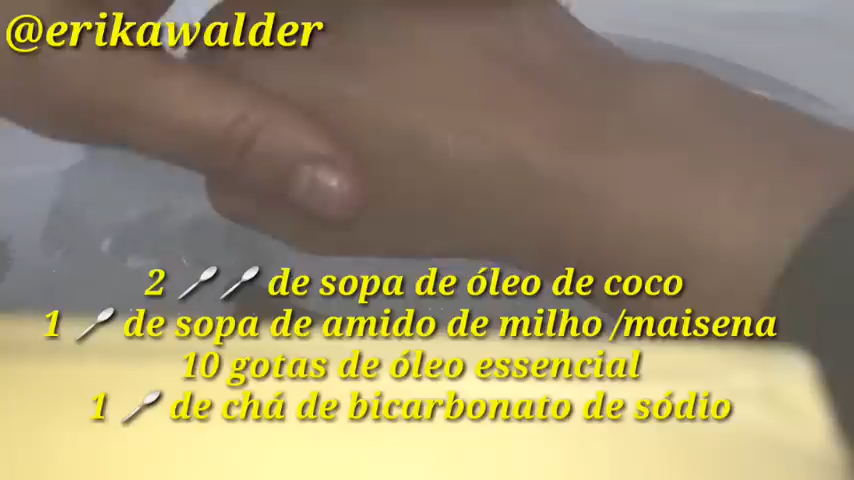 @erikawalder
2 🥄🥄 de sopa de óleo de coco
1 🥄 de sopa de amido de milho /maisena
10 gotas de óleo essencial
1 🥄 de chá de bicarbonato de sódio